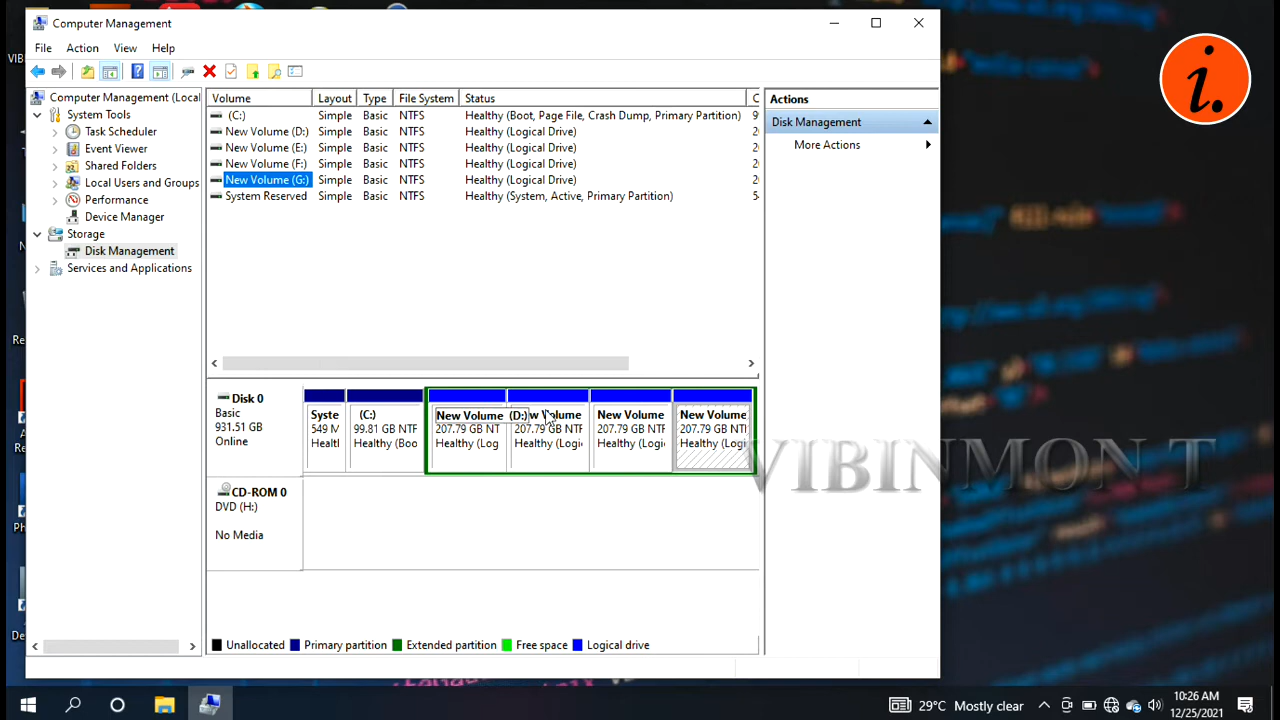 Computer Management
File Action View Help
Computer Management (Local
System Tools
Task Scheduler
Event Viewer
Shared Folders
Local Users and Groups
Performance
Device Manager
Storage
Disk Management
Services and Applications
Volume Layout Type File System Status C
(C:) Simple Basic NTFS Healthy (Boot, Page File, Crash Dump, Primary Partition) 9
New Volume (D:) Simple Basic NTFS Healthy (Logical Drive) 2
New Volume (E:) Simple Basic NTFS Healthy (Logical Drive) 2
New Volume (F:) Simple Basic NTFS Healthy (Logical Drive) 2
New Volume (G:) Simple Basic NTFS Healthy (Logical Drive) 2
System Reserved Simple Basic NTFS Healthy (System, Active, Primary Partition) 5
Actions
Disk Management
More Actions
Disk 0
Basic
931.51 GB
Online
Syste
549 M
Healtl
(C:)
99.81 GB NTF
Healthy (Boo
New Volume (D:)
207.79 GB NT
Healthy (Log
207.79 GB NTF
Healthy (Logi
New Volume
207.79 GB NTF
Healthy (Logi
New Volume
207.79 GB NTI
Healthy (Logi
CD-ROM 0
DVD (H:)
No Media
Unallocated Primary partition Extended partition Free space Logical drive
i.
VIBINMON T
29°C Mostly clear
10:26 AM
12/25/2021